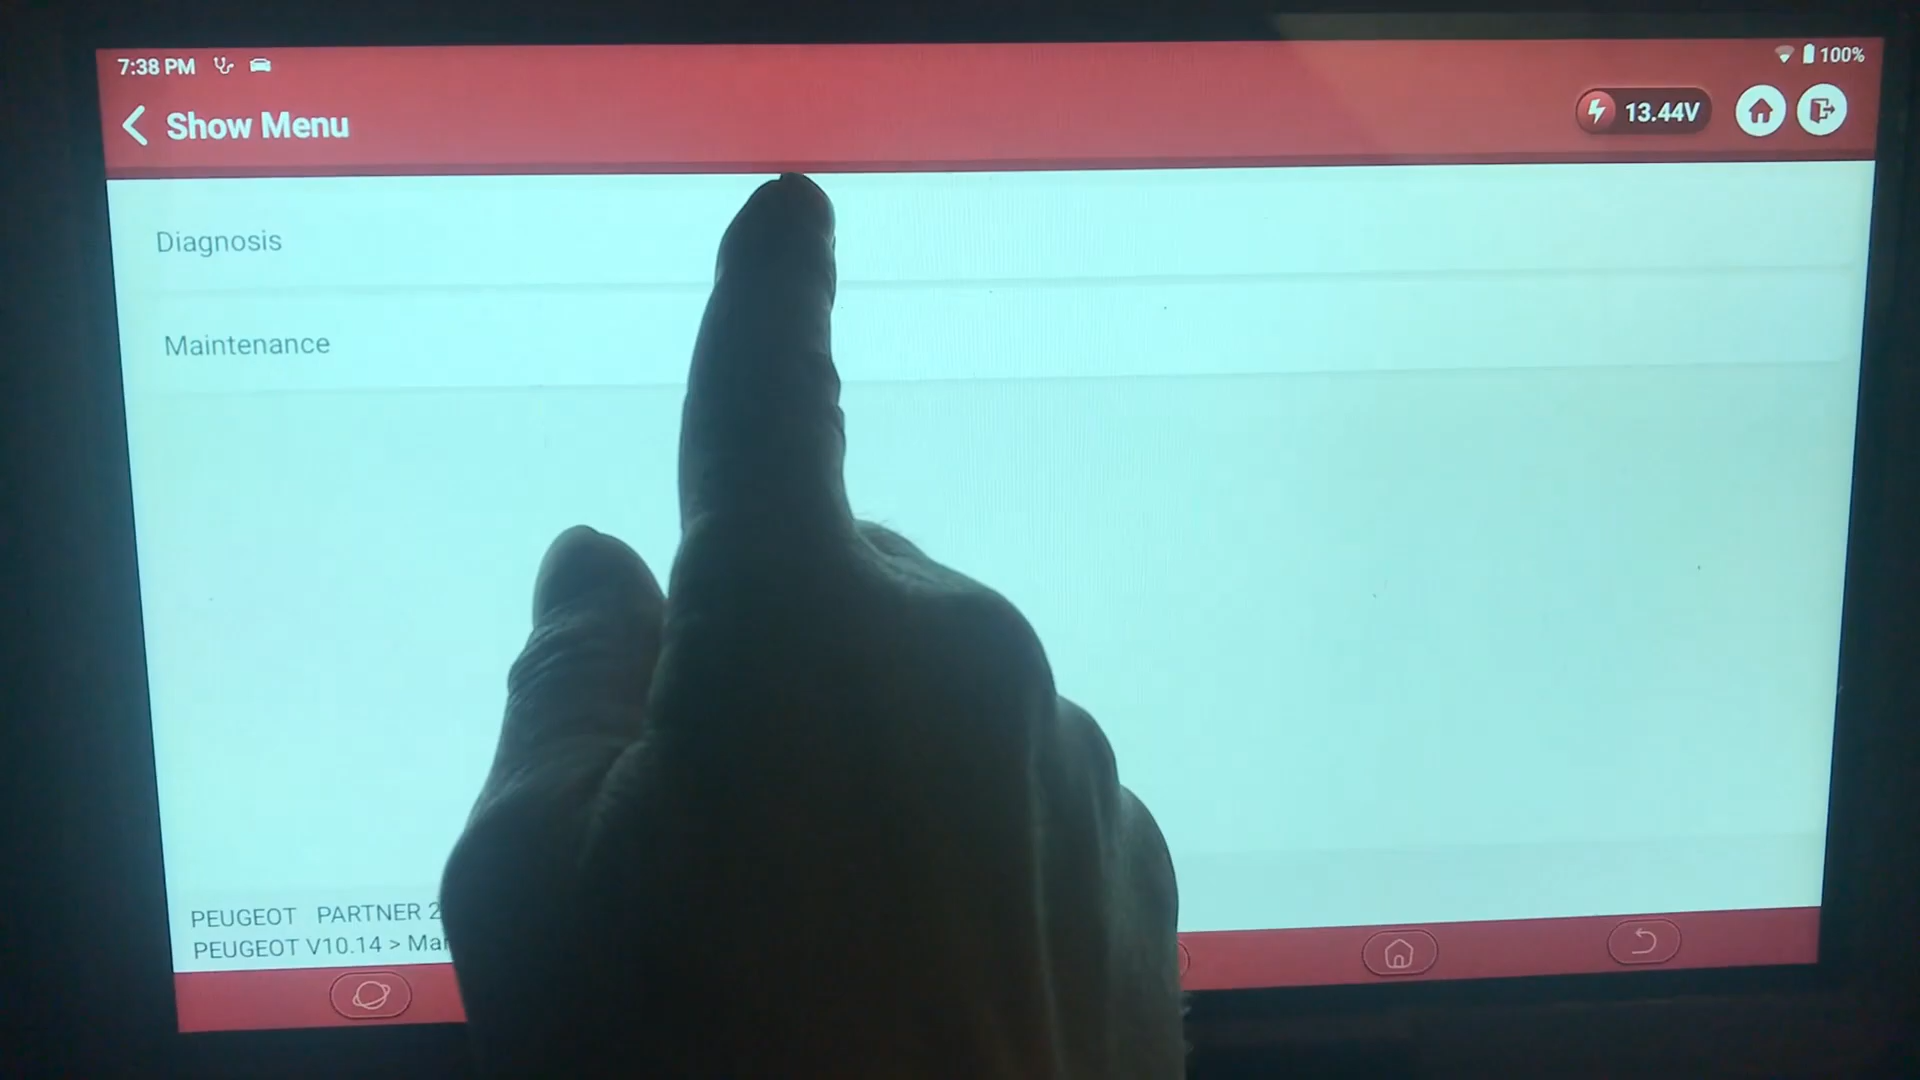 7:38 PM
100%
Show Menu
13.44V
Diagnosis
Maintenance
PEUGEOT PARTNER
PEUGEOT V10.14 >